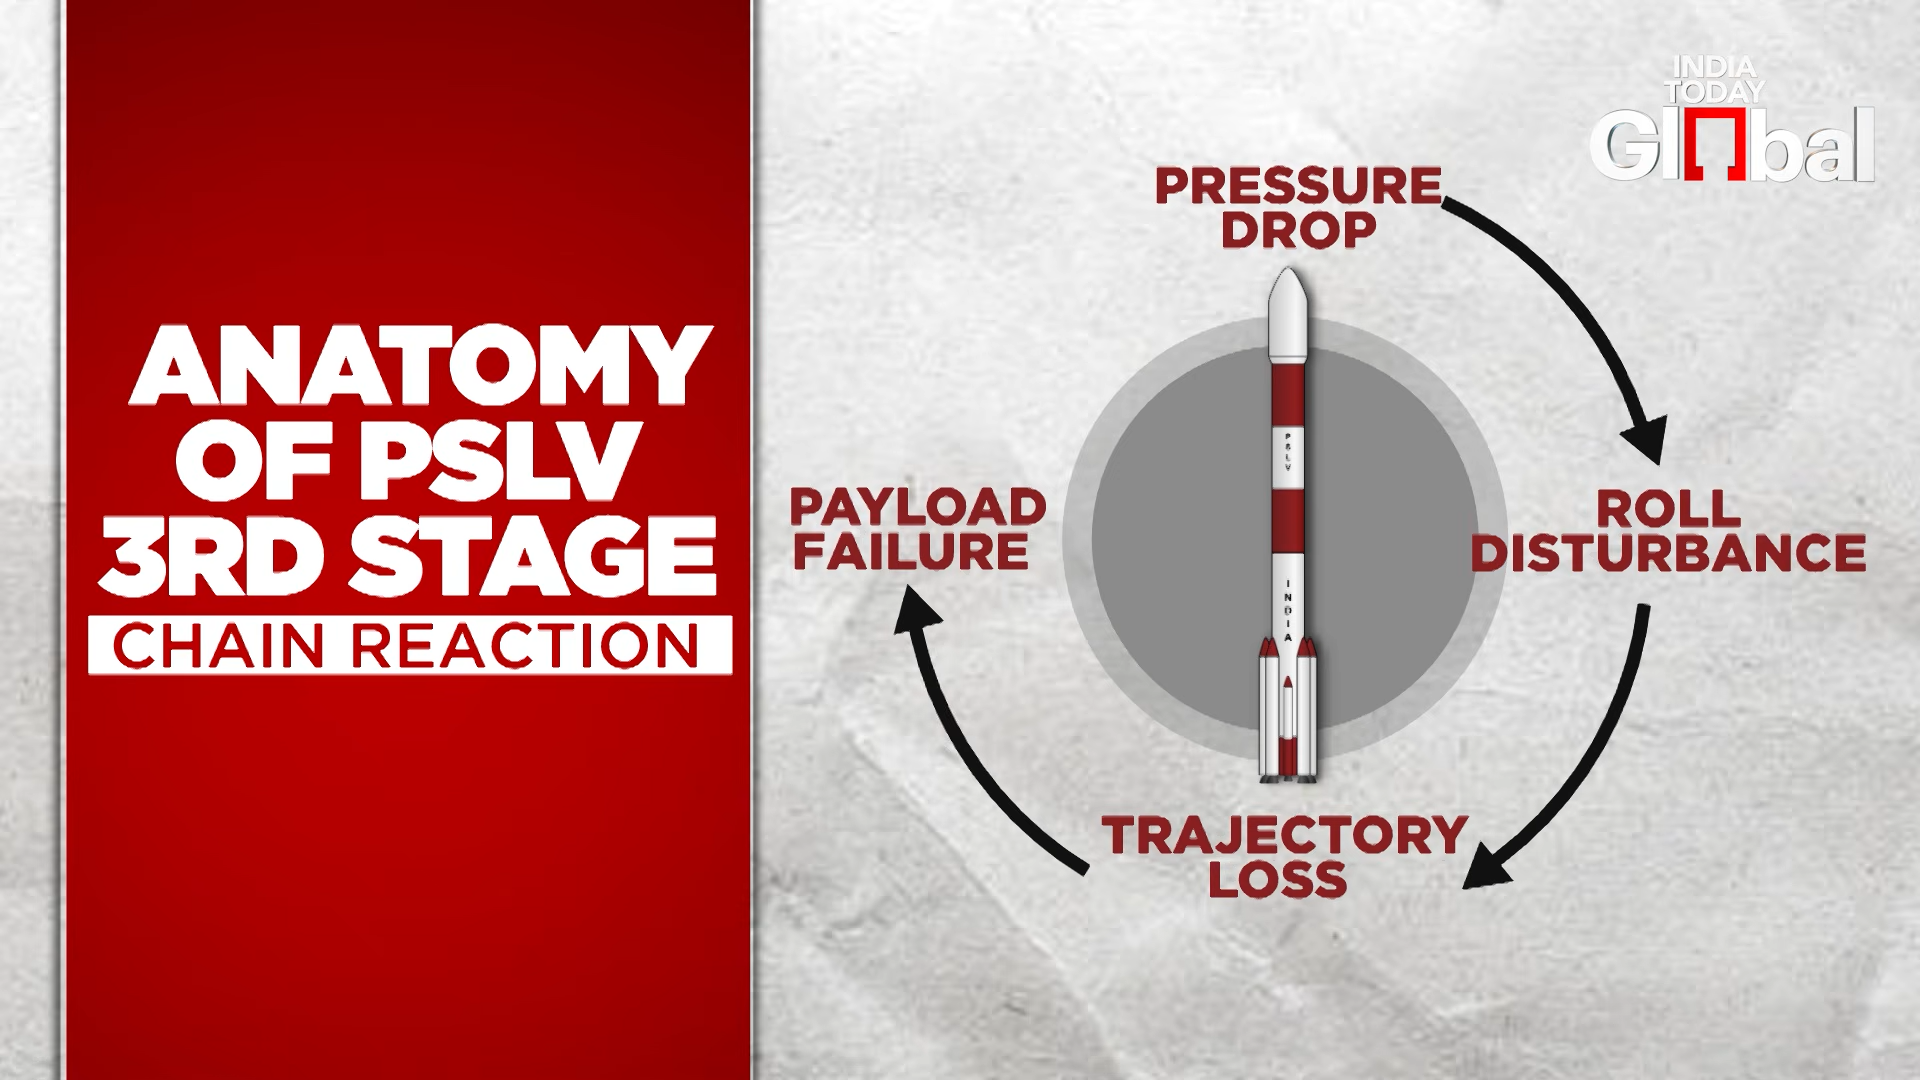 ANATOMY
OF PSLV
3RD STAGE
CHAIN REACTION
INDIA
TODAY
Global
PRESSURE
DROP
ROLL
DISTURBANCE
TRAJECTORY
LOSS
PAYLOAD
FAILURE
PSLV
INDIA